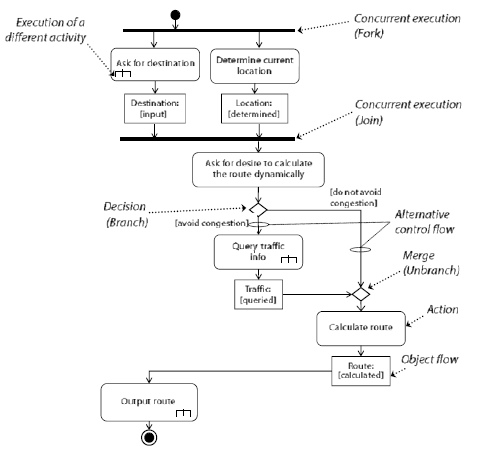 Execution of a
different activity
Concurrent execution
(Fork)
Ask for destination
Determine current
location
Destination:
[input]
Location:
[determined]
Concurrent execution
(Join)
Ask for desire to calculate
the route dynamically
Decision
(Branch)
[avoid congestion]
[do not avoid
congestion]
Alternative
control flow
Query traffic
info
Merge
(Unbranch)
Traffic
[queried]
Action
Calculate route
Route:
[calculated]
Object flow
Output route